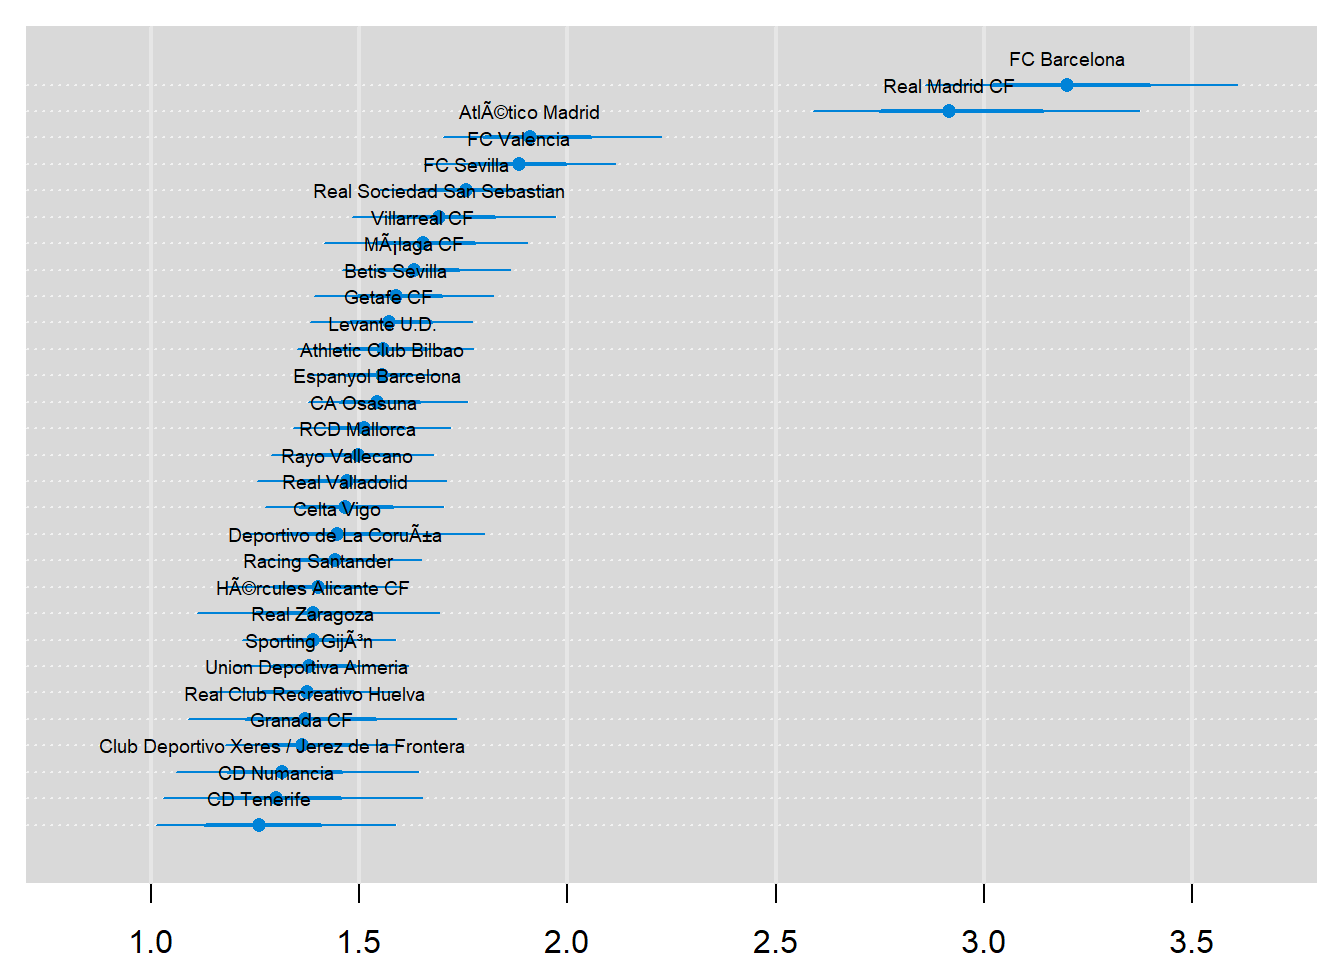 FC Barcelona
Real Madrid CF
AtlÃ©tico Madrid
FC Valencia
FC Sevilla
Real Sociedad San Sebastian
Villarreal CF
MÃ¡laga CF
Betis Sevilla
Getafe CF
Levante U.D.
Athletic Club Bilbao
Espanyol Barcelona
CA Osasuna
RCD Mallorca
Rayo Vallecano
Real Valladolid
Celta Vigo
Deportivo de La CoruÃ±a
Racing Santander
HÃ©rcules Alicante CF
Real Zaragoza
Sporting GijÃ³n
Union Deportiva Almeria
Real Club Recreativo Huelva
Granada CF
Club Deportivo Xeres / Jerez de la Frontera
CD Numancia
CD Tenerife
1.0 1.5 2.0 2.5 3.0 3.5